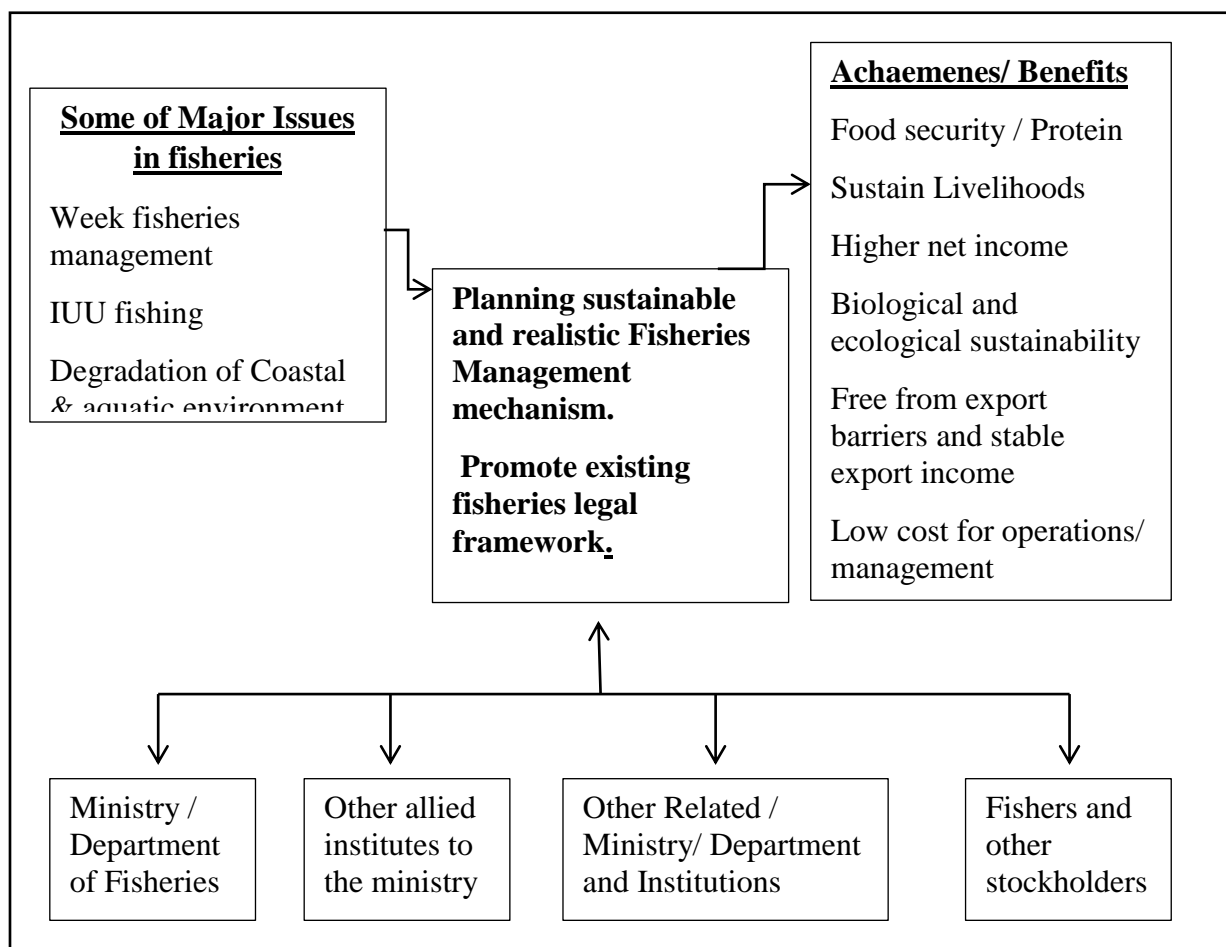 Some of Major Issues
in fisheries
Week fisheries
management
IUU fishing
Degradation of Coastal
& aquatic environment
Planning sustainable
and realistic Fisheries
Management
mechanism.
Promote existing
fisheries legal
framework.
Achaemenes/ Benefits
Food security / Protein
Sustain Livelihoods
Higher net income
Biological and
ecological sustainability
Free from export
barriers and stable
export income
Low cost for operations/
management
Ministry /
Department
of Fisheries
Other allied
institutes to
the ministry
Other Related /
Ministry/ Department
and Institutions
Fishers and
other
stockholders